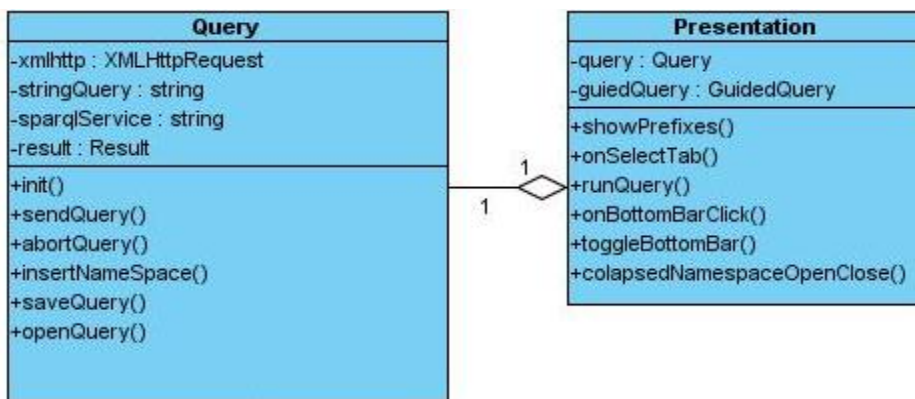 Query
-xmlhttp : XMLHttpRequest
-stringQuery : string
-sparqlService : string
-result : Result
+init()
+sendQuery()
+abortQuery()
+insertNameSpace()
+saveQuery()
+openQuery()
1
1
Presentation
-query : Query
-guiedQuery : GuidedQuery
+showPrefixes()
+onSelectTab()
+runQuery()
+onBottomBarClick()
+toggleBottomBar()
+colapsedNamespaceOpenClose()